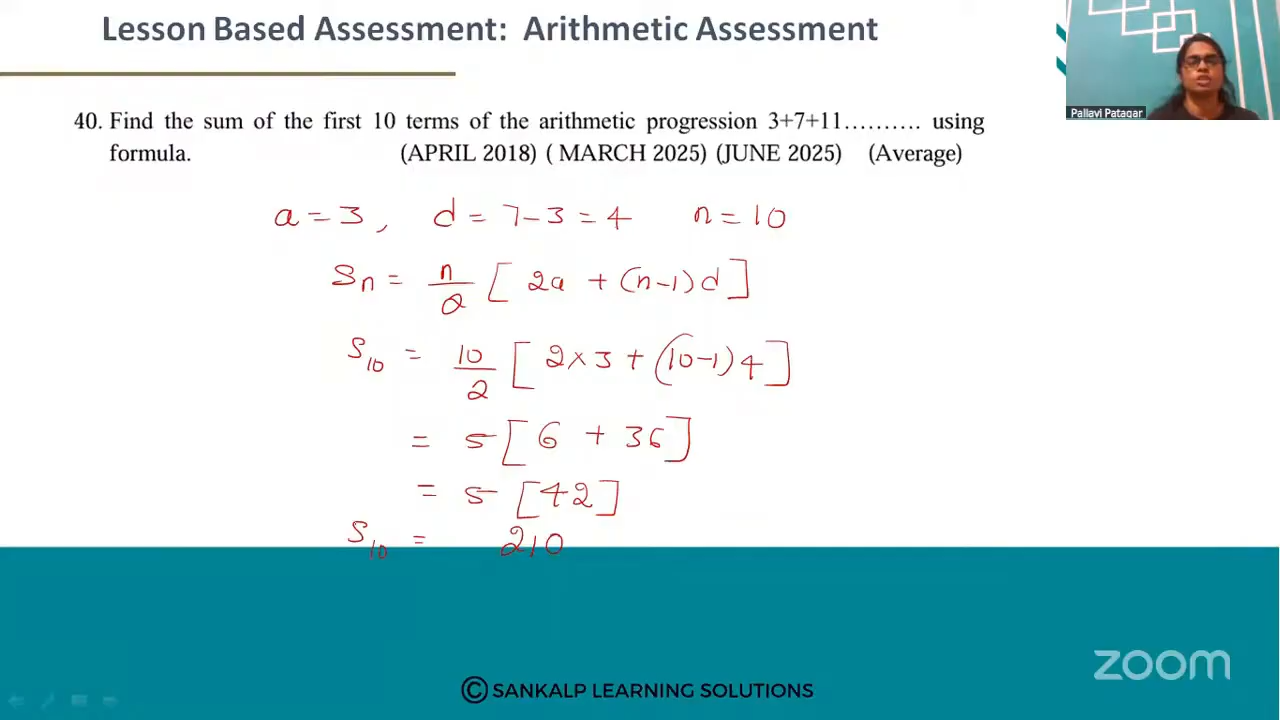 Lesson Based Assessment: Arithmetic Assessment
Pallavi Patagar
40. Find the sum of the first 10 terms of the arithmetic progression 3+7+11.......... using
formula. (APRIL 2018) ( MARCH 2025) (JUNE 2025) (Average)
a = 3, d = 7-3 = 4 n = 10
Sn = n/2 [ 2a + (n-1)d ]
S10 = 10/2 [ 2×3 + (10-1)4 ]
= 5 [ 6 + 36 ]
= 5 [42]
S10 = 210
zoom
© SANKALP LEARNING SOLUTIONS